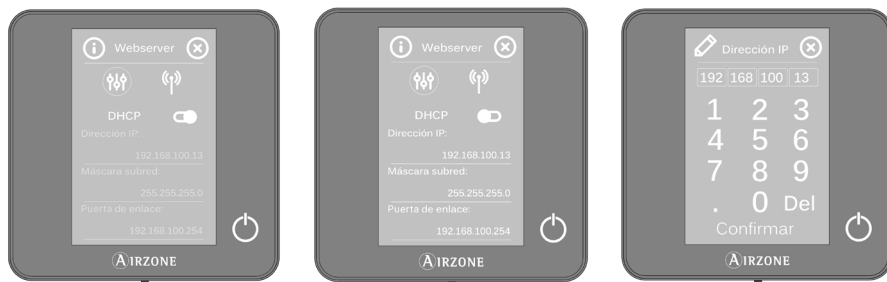 Webserver
DHCP
Dirección IP:
192.168.100.13
Máscara subred:
255.255.255.0
Puerta de enlace:
192.168.100.254
AIRZONE
Webserver
DHCP
Dirección IP:
192.168.100.13
Máscara subred:
255.255.255.0
Puerta de enlace:
192.168.100.254
AIRZONE
Dirección IP
192 168 100 13
1 2 3
4 5 6
7 8 9
. 0 Del
Confirmar
AIRZONE